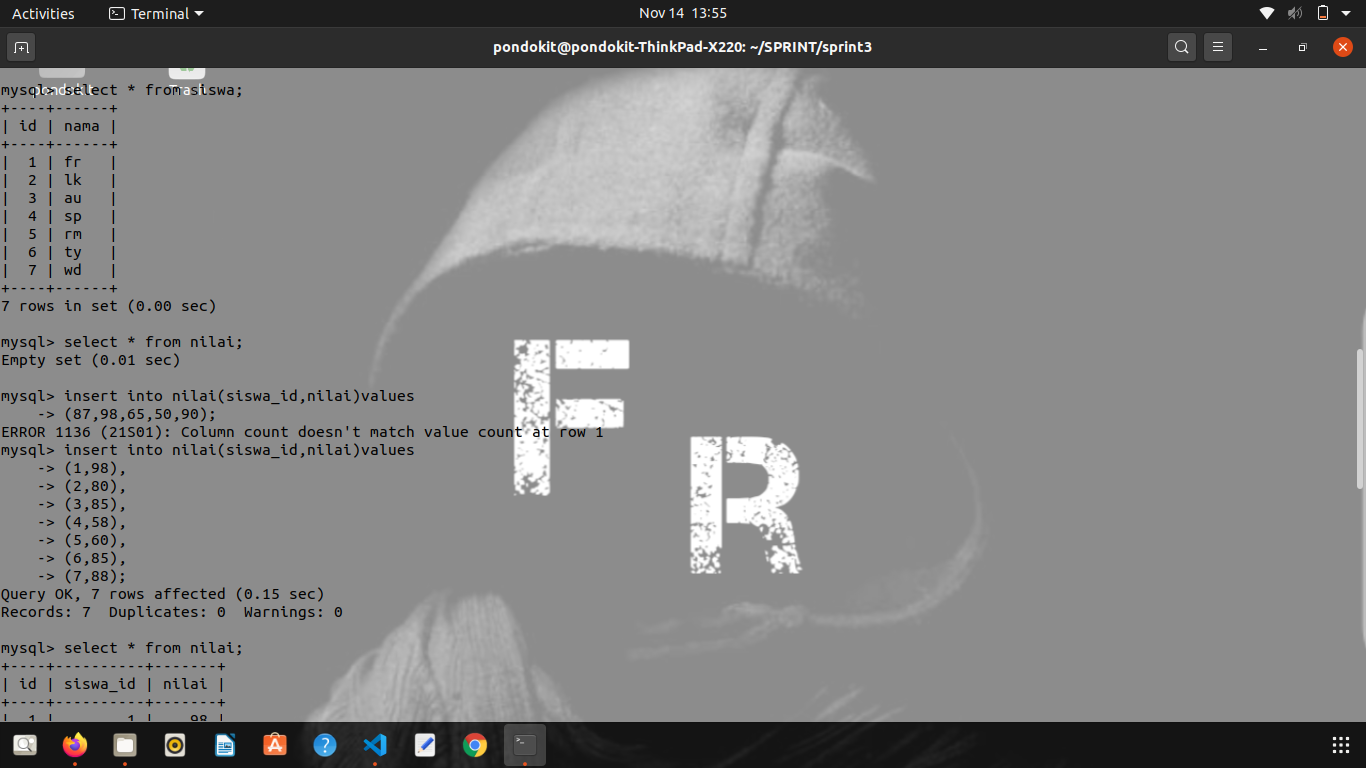 Activities Terminal Nov 14 13:55
pondokit@pondokit-ThinkPad-X220: ~/SPRINT/sprint3
mysql> select * from siswa;
+----+------+
| id | nama |
+----+------+
|  1 | fr   |
|  2 | lk   |
|  3 | au   |
|  4 | sp   |
|  5 | rm   |
|  6 | ty   |
|  7 | wd   |
+----+------+
7 rows in set (0.00 sec)
mysql> select * from nilai;
Empty set (0.01 sec)
mysql> insert into nilai(siswa_id,nilai)values
    -> (87,98,65,50,90);
ERROR 1136 (21S01): Column count doesn't match value count at row 1
mysql> insert into nilai(siswa_id,nilai)values
    -> (1,98),
    -> (2,80),
    -> (3,85),
    -> (4,58),
    -> (5,60),
    -> (6,85),
    -> (7,88);
Query OK, 7 rows affected (0.15 sec)
Records: 7  Duplicates: 0  Warnings: 0
mysql> select * from nilai;
+----+----------+-------+
| id | siswa_id | nilai |
+----+----------+-------+
|  1 |        1 |    98 |
F
R